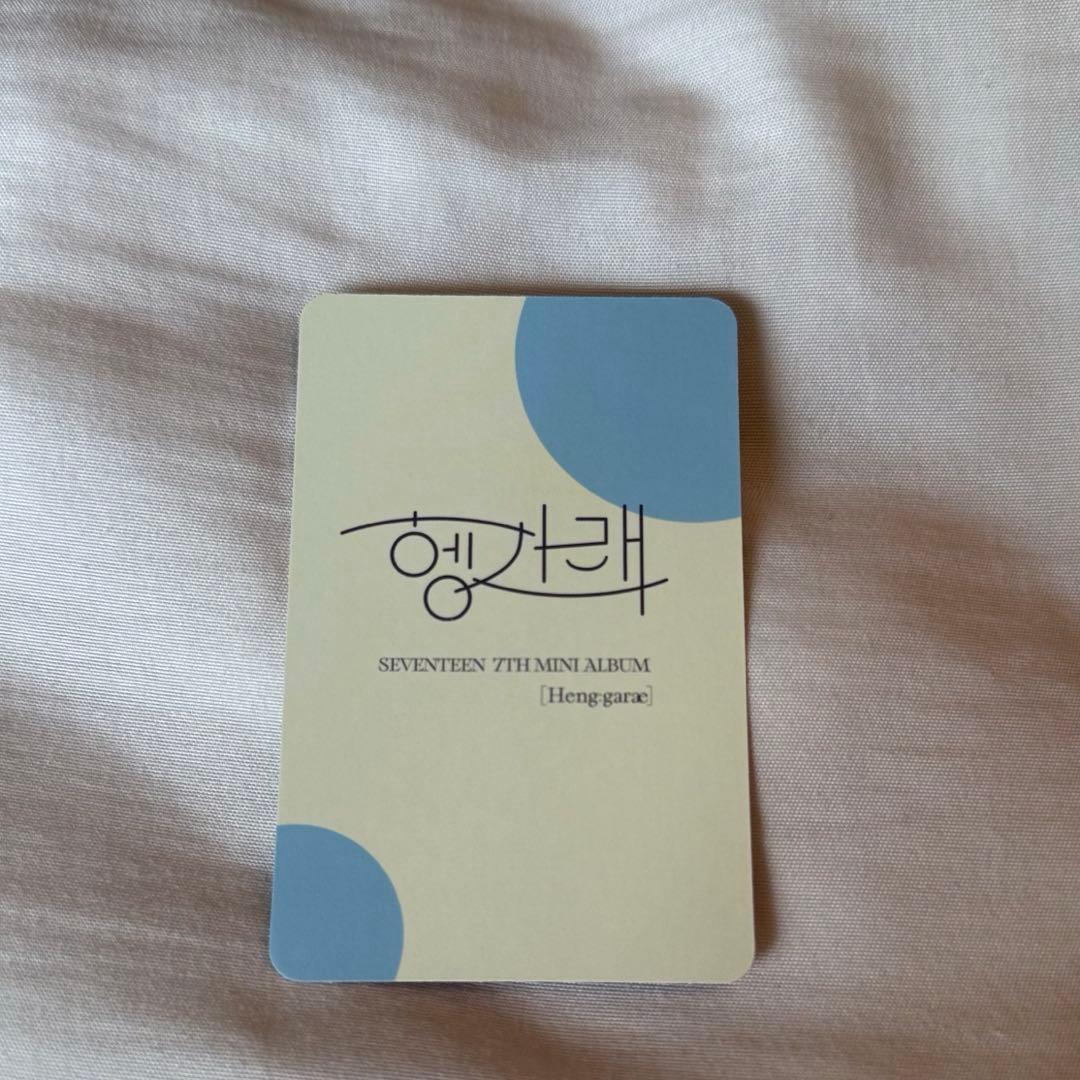 헹가래
SEVENTEEN 7TH MINI ALBUM
[Heng:garæ]